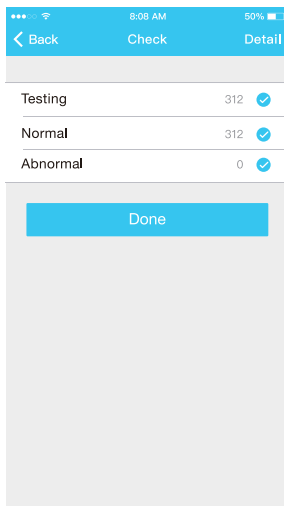 8:08 AM 50%
Back Check Detail
Testing 312
Normal 312
Abnormal 0
Done